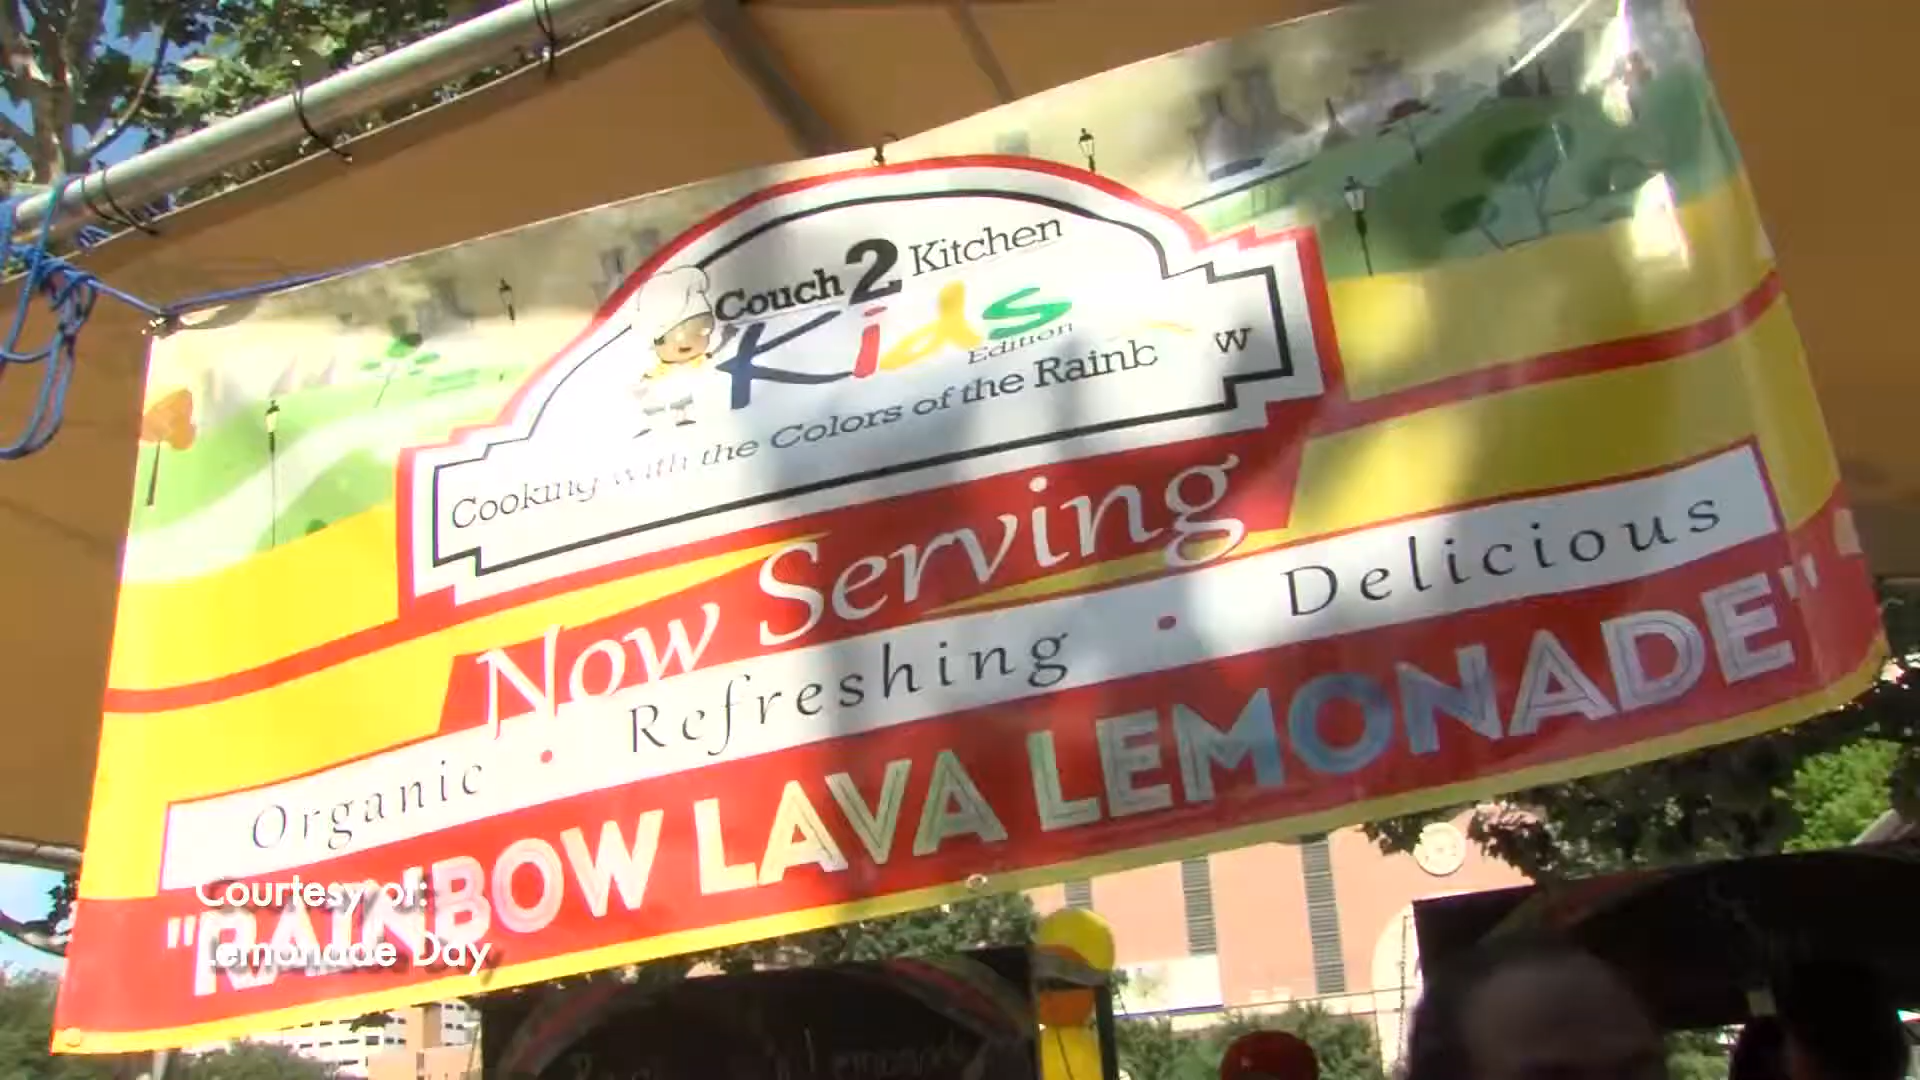 Couch 2 Kitchen
Kids
Edition
Cooking with the Colors of the Rainb w
Now Serving
Organic • Refreshing • Delicious
"RAINBOW LAVA LEMONADE"
Courtesy of:
Lemonade Day